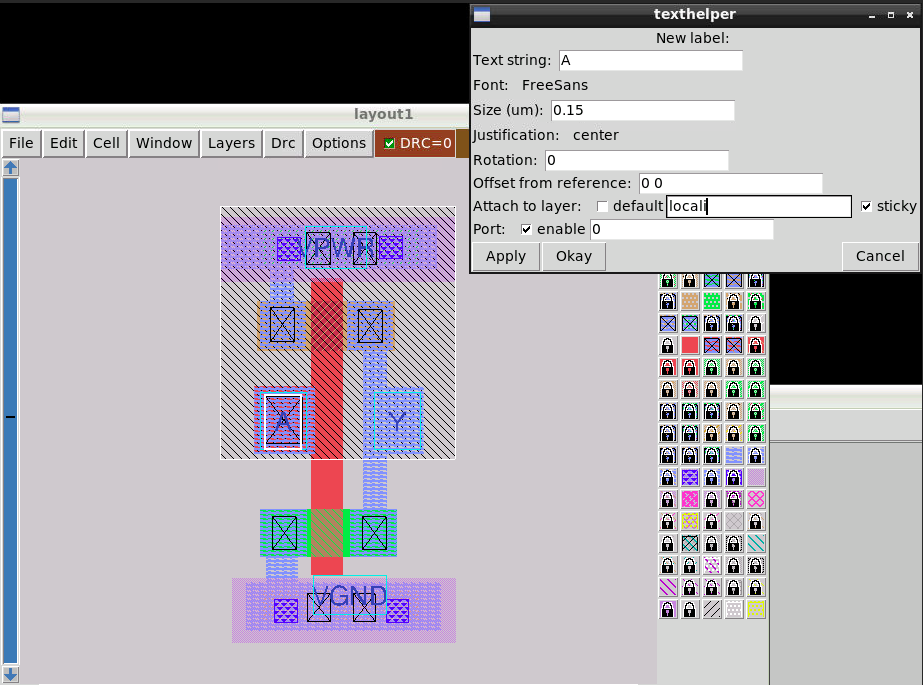 texthelper
New label:
Text string: A
Font: FreeSans
Size (um): 0.15
Justification: center
Rotation: 0
Offset from reference: 0 0
Attach to layer: default locali sticky
Port: enable 0
Apply Okay Cancel
layout1
File Edit Cell Window Layers Drc Options DRC=0
VPWR
A Y
VGND